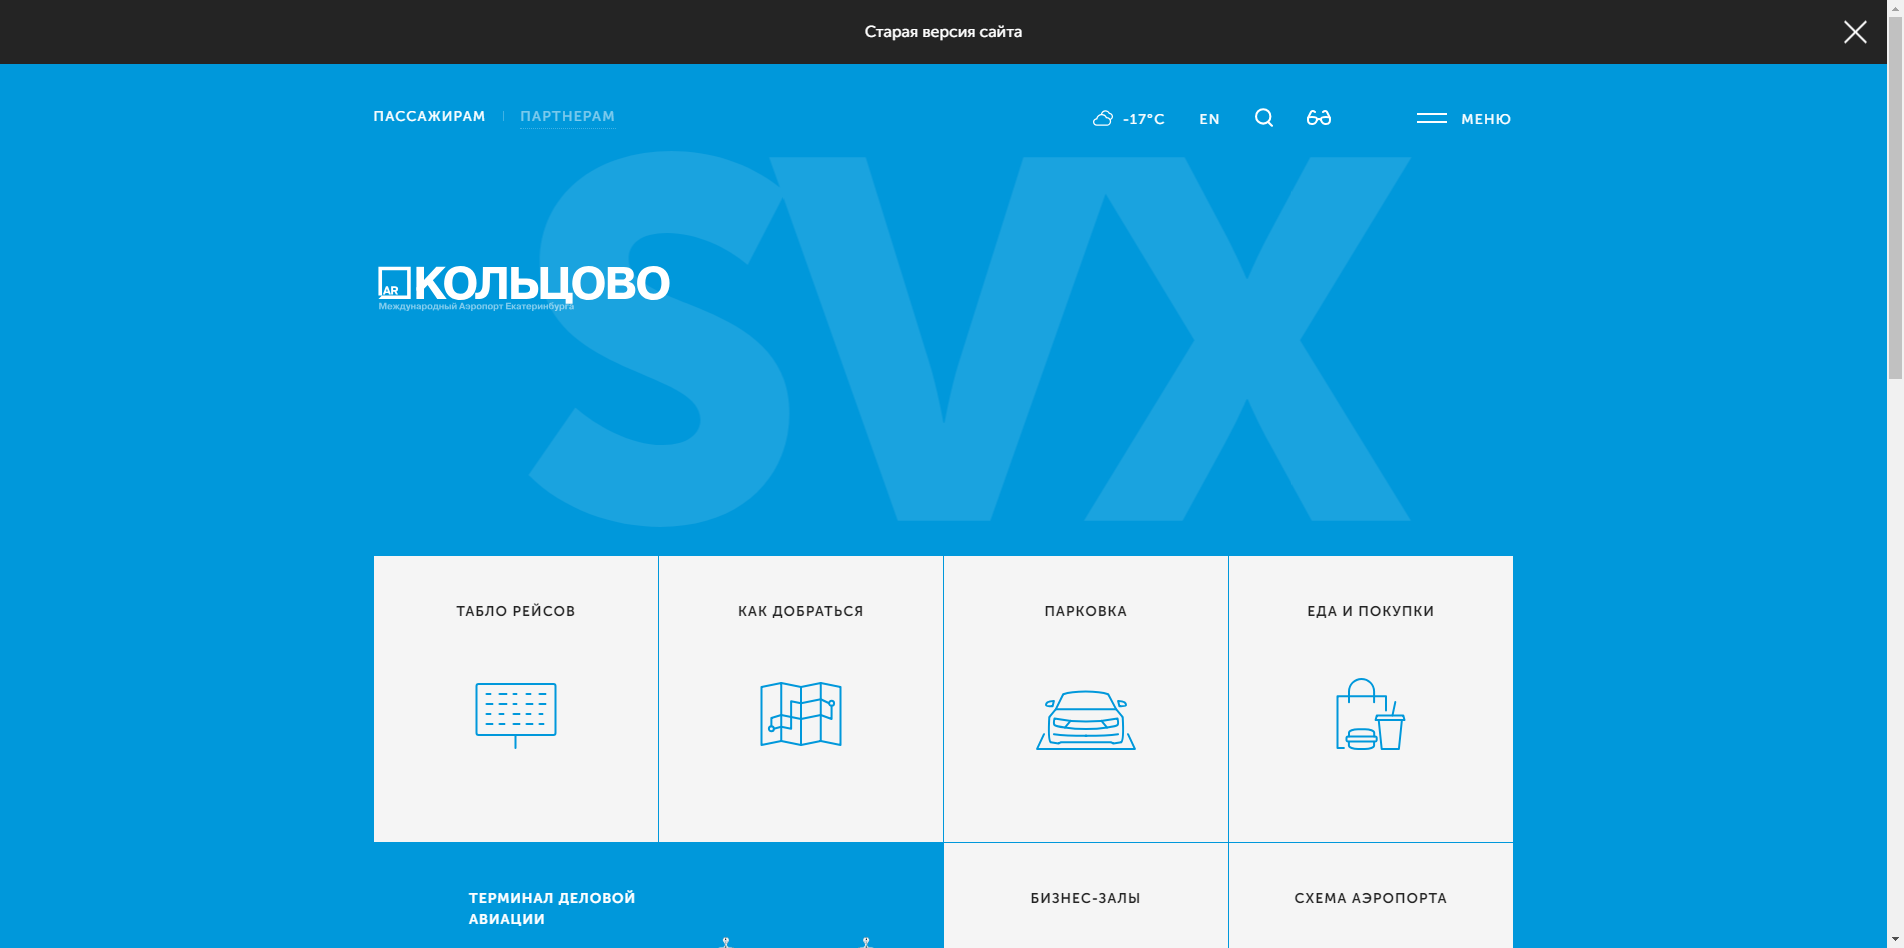 Старая версия сайта
ПАССАЖИРАМ
ПАРТНЕРАМ
-17°C
EN
МЕНЮ
SVX
AR
КОЛЬЦОВО
Международный Аэропорт Екатеринбурга
ТАБЛО РЕЙСОВ
КАК ДОБРАТЬСЯ
ПАРКОВКА
ЕДА И ПОКУПКИ
ТЕРМИНАЛ ДЕЛОВОЙ
АВИАЦИИ
БИЗНЕС-ЗАЛЫ
СХЕМА АЭРОПОРТА